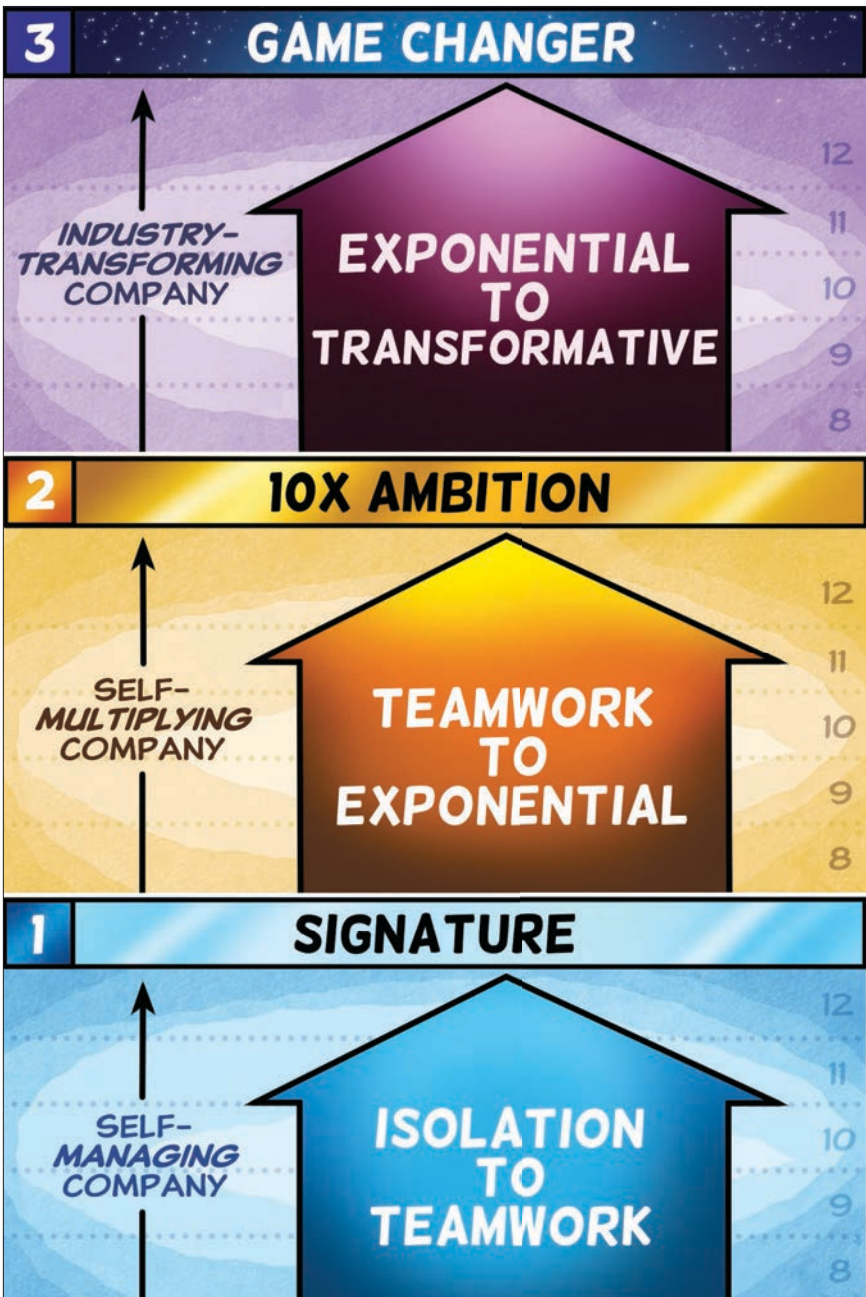 3 GAME CHANGER
INDUSTRY-
TRANSFORMING
COMPANY
EXPONENTIAL
TO
TRANSFORMATIVE
12
11
10
9
8
2 10X AMBITION
SELF-
MULTIPLYING
COMPANY
TEAMWORK
TO
EXPONENTIAL
12
11
10
9
8
1 SIGNATURE
SELF-
MANAGING
COMPANY
ISOLATION
TO
TEAMWORK
12
11
10
9
8